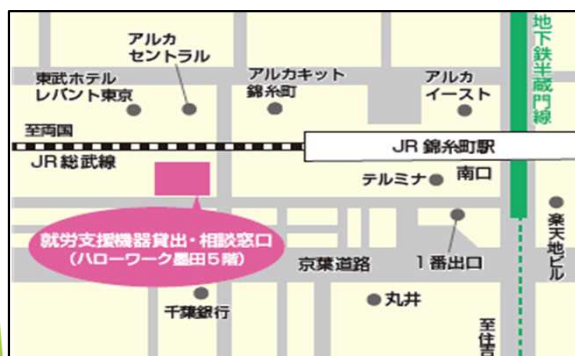 アルカ
セントラル
東武ホテル
レバント東京
アルカキット
錦糸町
アルカ
イースト
地下鉄半蔵門線
至両国
JR総武線
JR 錦糸町駅
テルミナ
南口
就労支援機器貸出・相談窓口
(ハローワーク墨田5階)
京葉道路
1番出口
楽天地ビル
千葉銀行
丸井
至住吉